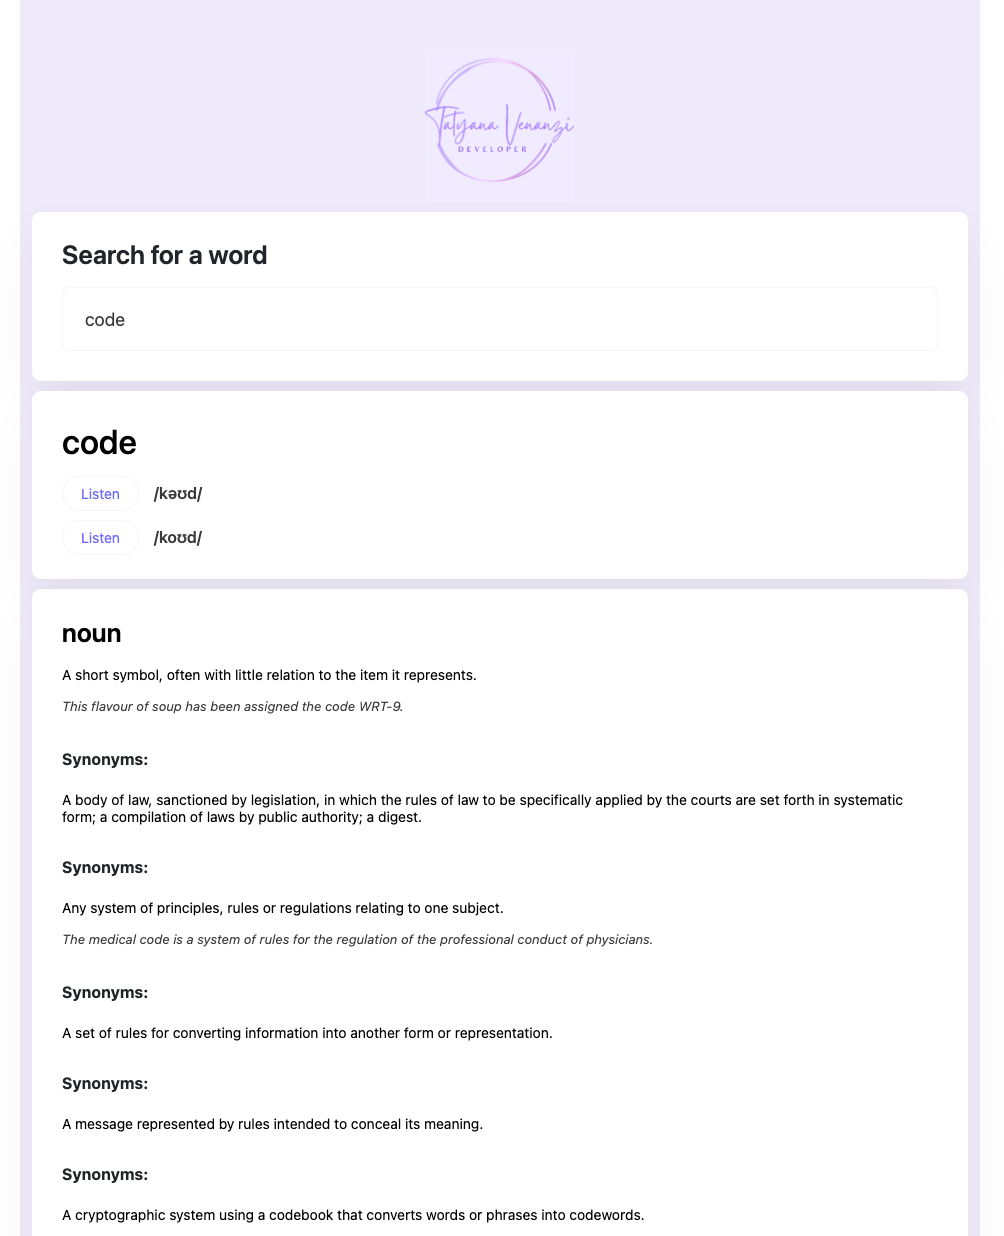 Tatyana Venanzi
DEVELOPER
Search for a word
code
code
Listen /kəʊd/
Listen /koʊd/
noun
A short symbol, often with little relation to the item it represents.
This flavour of soup has been assigned the code WRT-9.
Synonyms:
A body of law, sanctioned by legislation, in which the rules of law to be specifically applied by the courts are set forth in systematic
form; a compilation of laws by public authority; a digest.
Synonyms:
Any system of principles, rules or regulations relating to one subject.
The medical code is a system of rules for the regulation of the professional conduct of physicians.
Synonyms:
A set of rules for converting information into another form or representation.
Synonyms:
A message represented by rules intended to conceal its meaning.
Synonyms:
A cryptographic system using a codebook that converts words or phrases into codewords.